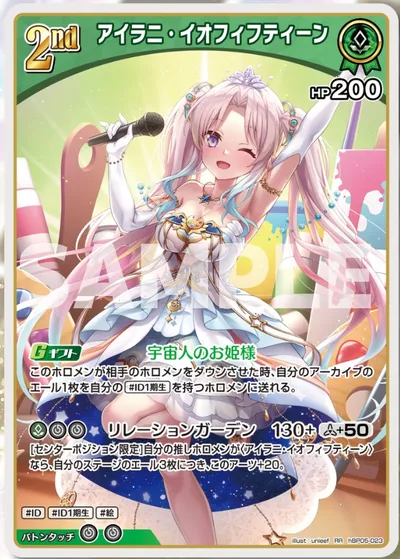 2nd アイラニ・イオフィフティーン
HP200
SAMPLE
Gギフト 宇宙人のお姫様
このホロメンが相手のホロメンをダウンさせた時、自分のアーカイブの
エール1枚を自分の#ID1期生を持つホロメンに送れる。
リレーションガーデン 130+ +50
[センターポジション限定]自分の推しホロメンが〈アイラニ・イオフィフティーン〉
なら、自分のステージのエール3枚につき、このアーツ+20。
#ID #ID1期生 #絵
バトンタッチ
illust unleef RR hBP05-023